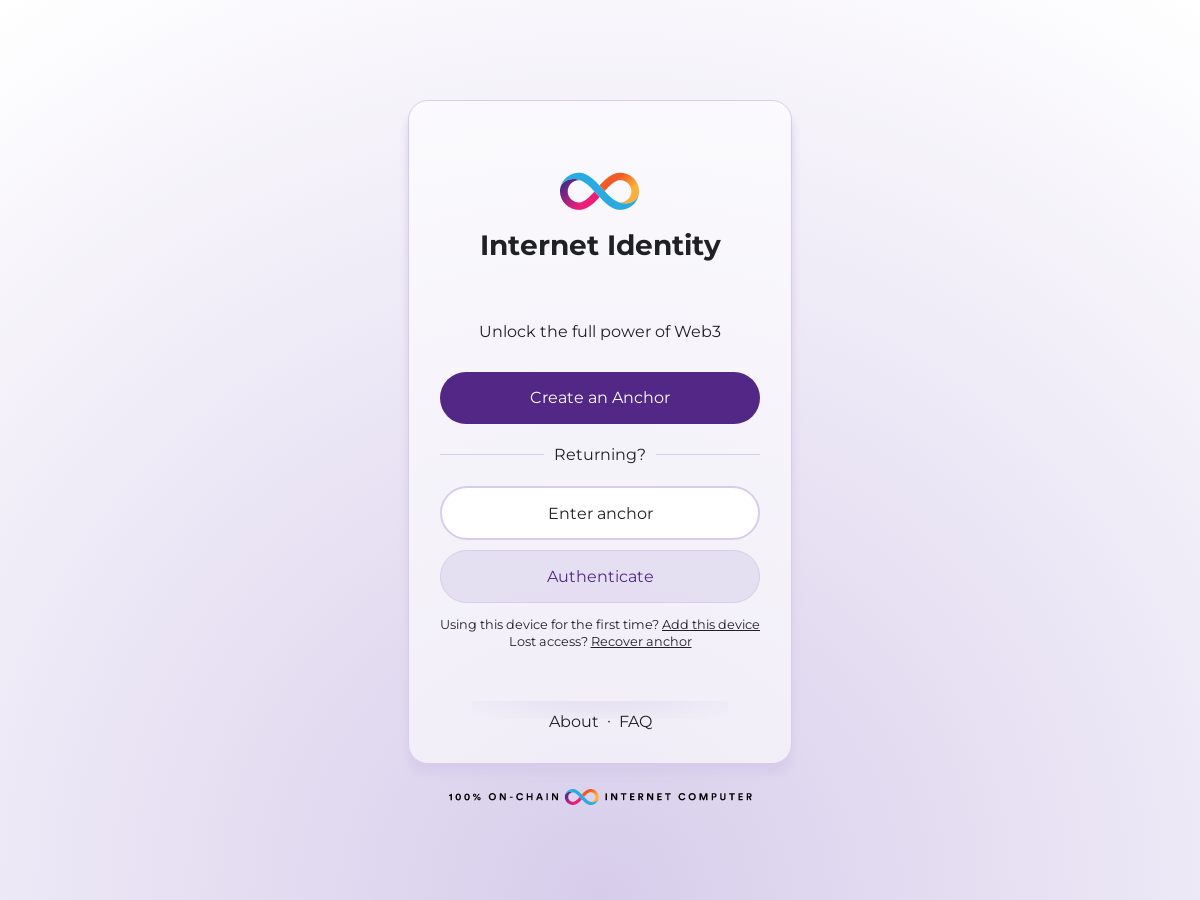 Internet Identity
Unlock the full power of Web3
Create an Anchor
Returning?
Enter anchor
Authenticate
Using this device for the first time? Add this device
Lost access? Recover anchor
About · FAQ
100% ON-CHAIN INTERNET COMPUTER